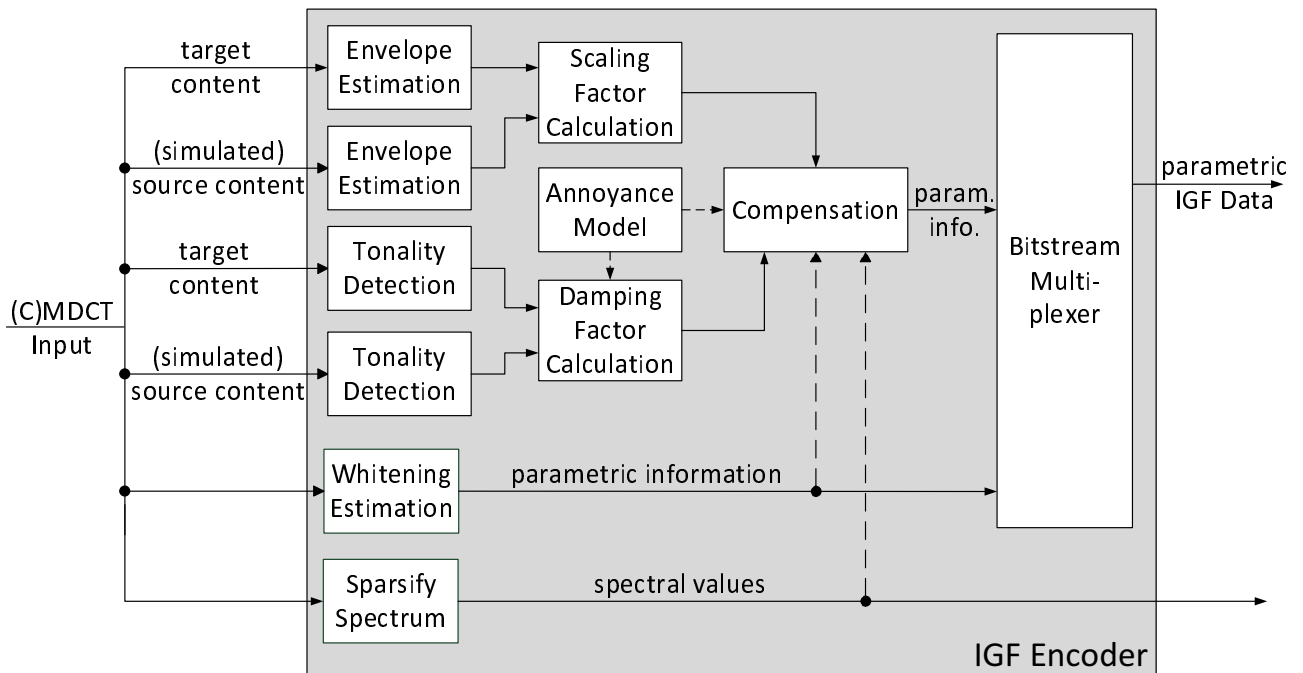 target
content
Envelope
Estimation
Scaling
Factor
Calculation
(simulated)
source content
Envelope
Estimation
Annoyance
Model
Compensation
param.
info.
Bitstream
Multi-
plexer
parametric
IGF Data
target
content
Tonality
Detection
Damping
Factor
Calculation
(C)MDCT
Input
(simulated)
source content
Tonality
Detection
Whitening
Estimation
parametric information
Sparsify
Spectrum
spectral values
IGF Encoder